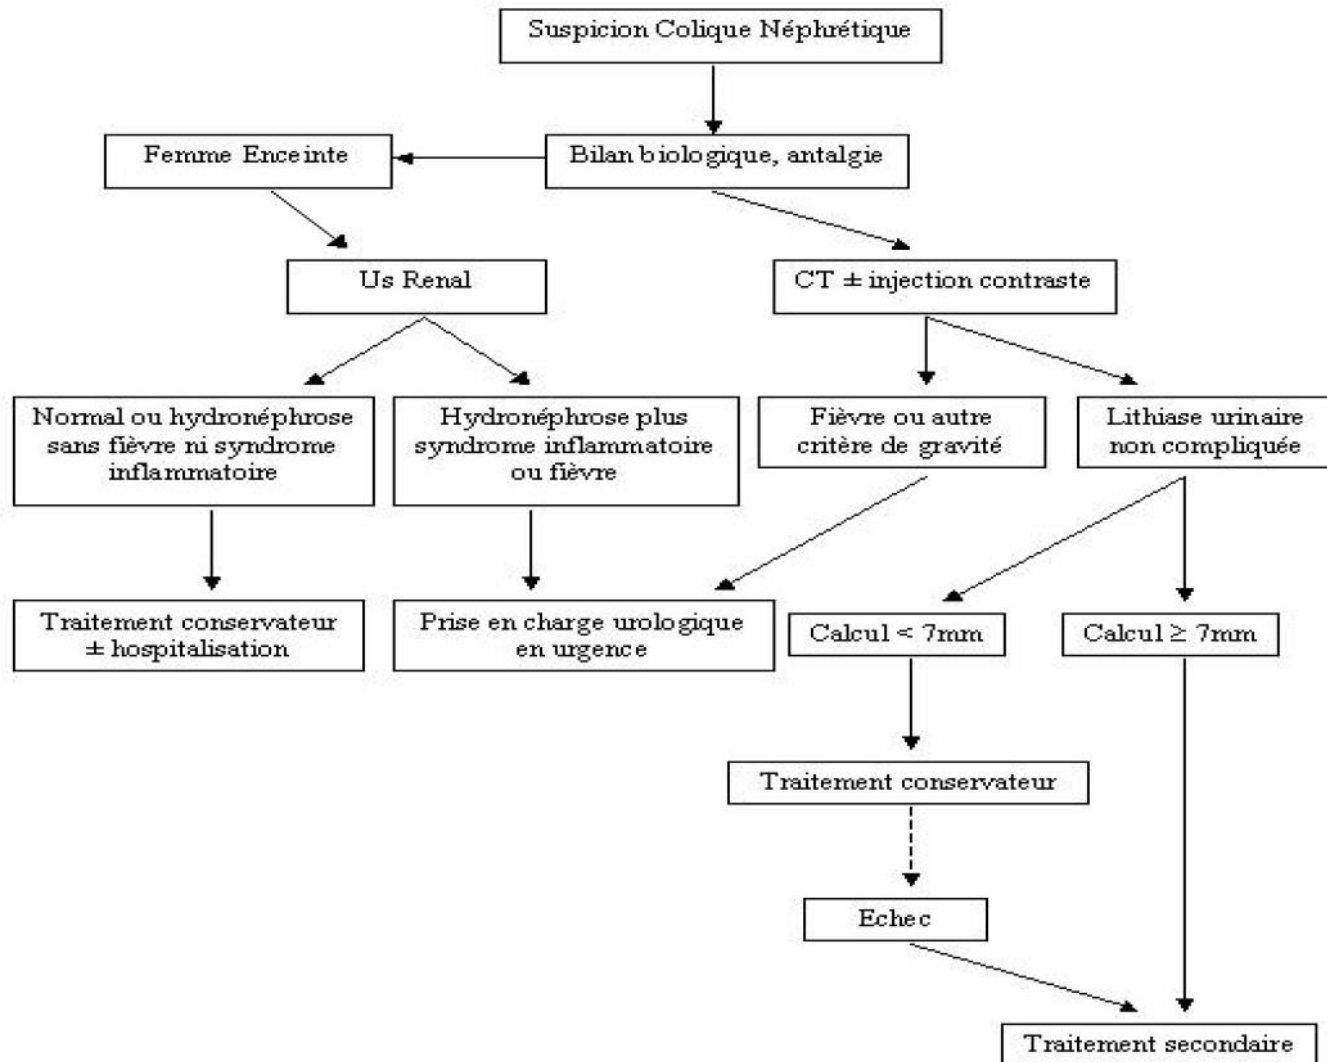 Suspicion Colique Néphrétique
Femme Enceinte
Bilan biologique, antalgie
Us Renal
CT ± injection contraste
Normal ou hydronéphrose
sans fièvre ni syndrome
inflammatoire
Hydronéphrose plus
syndrome inflammatoire
ou fièvre
Fièvre ou autre
critère de gravité
Lithiase urinaire
non compliquée
Traitement conservateur
± hospitalisation
Prise en charge urologique
en urgence
Calcul < 7mm
Calcul ≥ 7mm
Traitement conservateur
Echec
Traitement secondaire